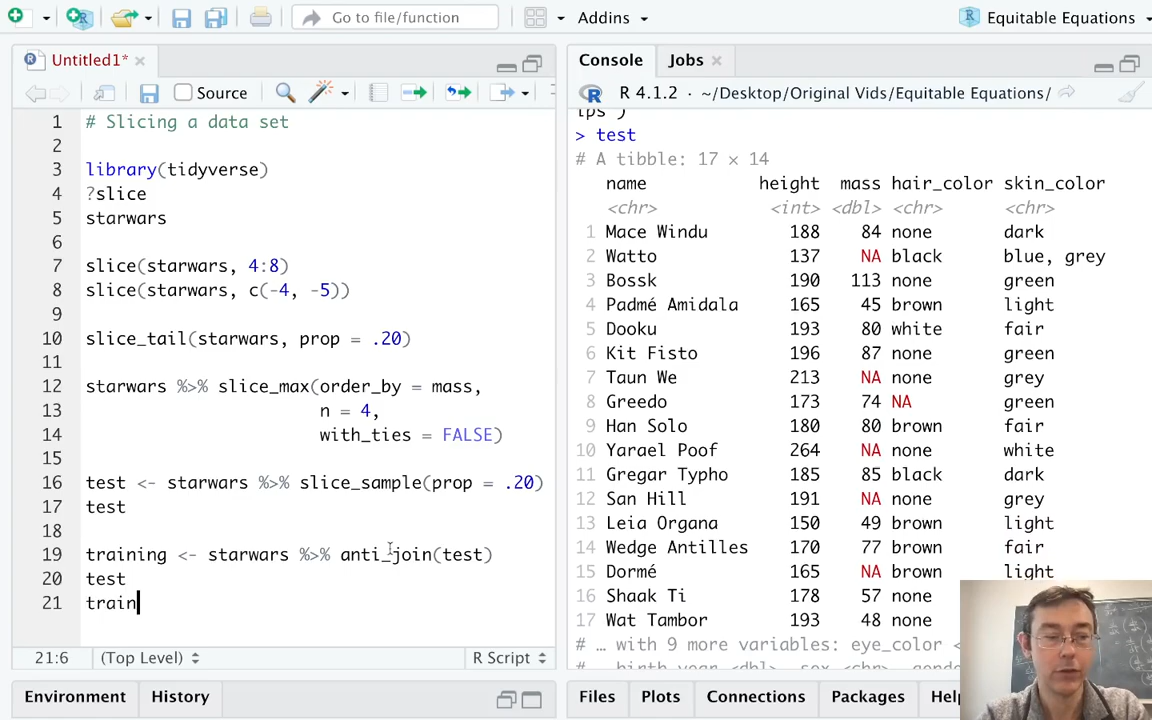 Go to file/function
Addins
Equitable Equations
Untitled1*
Source
1 # Slicing a data set
2
3 library(tidyverse)
4 ?slice
5 starwars
6
7 slice(starwars, 4:8)
8 slice(starwars, c(-4, -5))
9
10 slice_tail(starwars, prop = .20)
11
12 starwars %>% slice_max(order_by = mass,
13 n = 4,
14 with_ties = FALSE)
15
16 test <- starwars %>% slice_sample(prop = .20)
17 test
18
19 training <- starwars %>% anti_join(test)
20 test
21 train
21:6 (Top Level) R Script
Environment History
Console Jobs
R 4.1.2 · ~/Desktop/Original Vids/Equitable Equations/
> test
# A tibble: 17 × 14
name height mass hair_color skin_color
<chr> <int> <dbl> <chr> <chr>
1 Mace Windu 188 84 none dark
2 Watto 137 NA black blue, grey
3 Bossk 190 113 none green
4 Padmé Amidala 165 45 brown light
5 Dooku 193 80 white fair
6 Kit Fisto 196 87 none green
7 Taun We 213 NA none grey
8 Greedo 173 74 NA green
9 Han Solo 180 80 brown fair
10 Yarael Poof 264 NA none white
11 Gregar Typho 185 85 black dark
12 San Hill 191 NA none grey
13 Leia Organa 150 49 brown light
14 Wedge Antilles 170 77 brown fair
15 Dormé 165 NA brown light
16 Shaak Ti 178 57 none
17 Wat Tambor 193 48 none
# … with 9 more variables: eye_color <
Files Plots Connections Packages Help